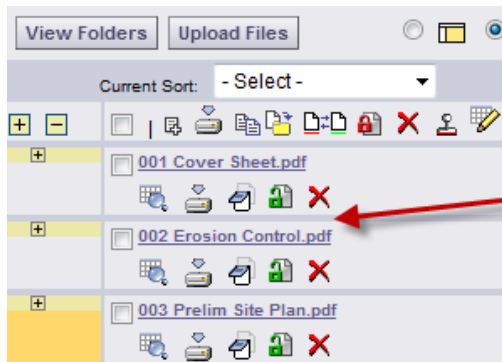 View Folders Upload Files
Current Sort: - Select -
001 Cover Sheet.pdf
002 Erosion Control.pdf
003 Prelim Site Plan.pdf